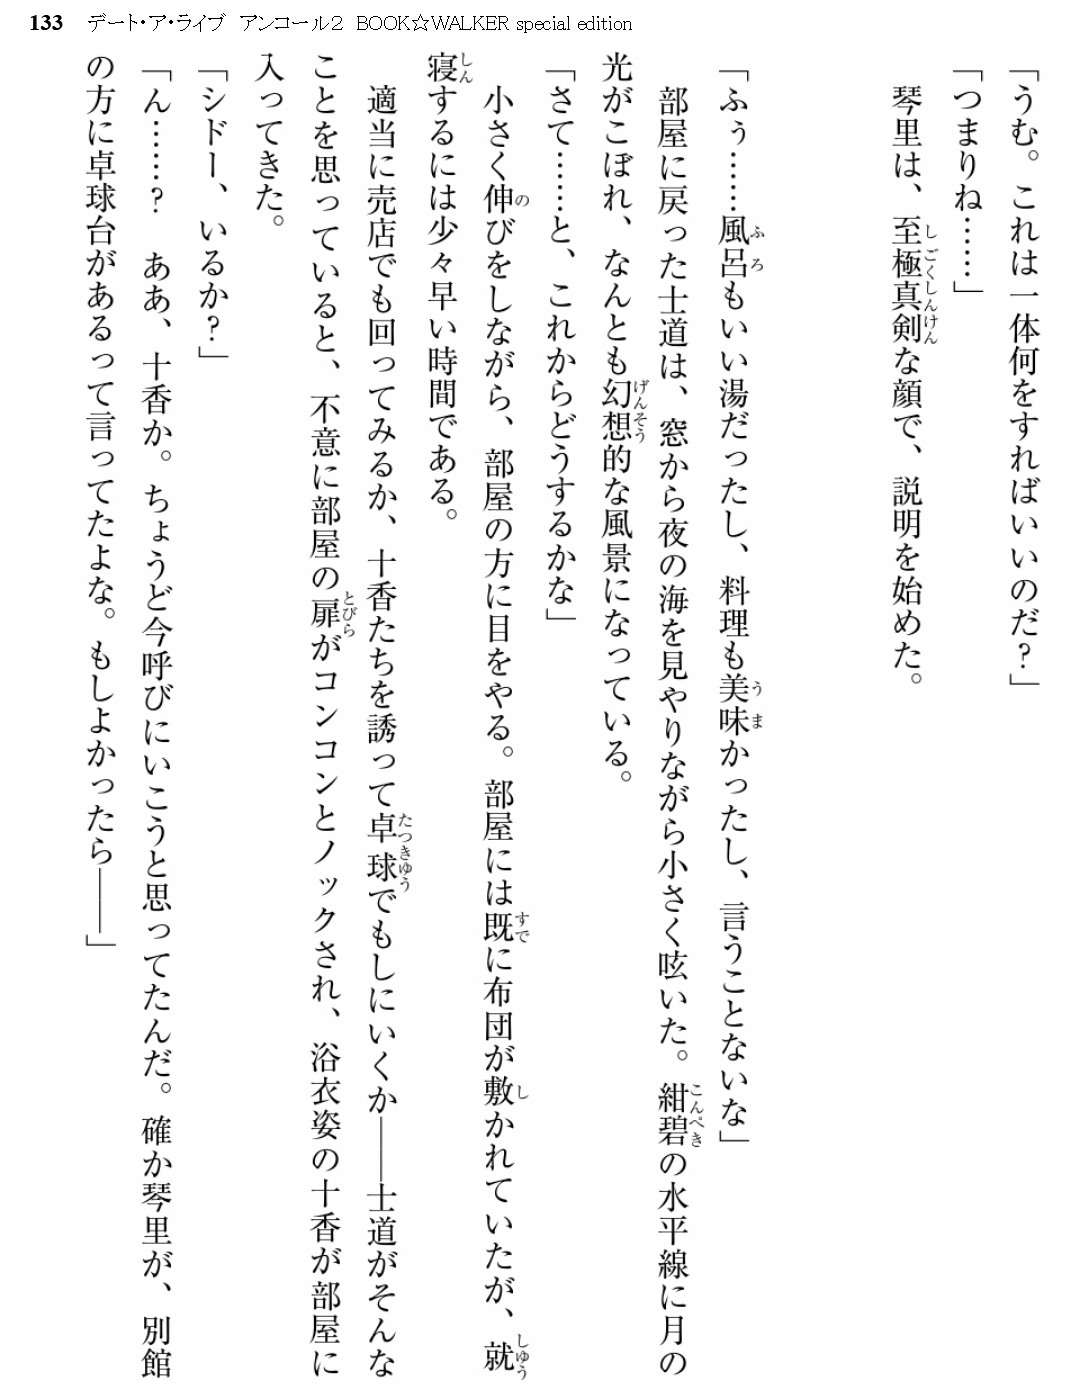 133 デート・ア・ライブ アンコール2 BOOK☆WALKER special edition
「うむ。これは一体何をすればいいのだ？」
「つまりね……」
琴里は、至極真剣な顔で、説明を始めた。
「ふぅ……風呂もいい湯だったし、料理も美味かったし、言うことないな」
部屋に戻った士道は、窓から夜の海を見やりながら小さく呟いた。紺碧の水平線に月の
光がこぼれ、なんとも幻想的な風景になっている。
「さて……と、これからどうするかな」
小さく伸びをしながら、部屋の方に目をやる。部屋には既に布団が敷かれていたが、就
寝するには少々早い時間である。
適当に売店でも回ってみるか、十香たちを誘って卓球でもしにいくか――士道がそんな
ことを思っていると、不意に部屋の扉がコンコンとノックされ、浴衣姿の十香が部屋に
入ってきた。
「シドー、いるか？」
「ん……？　ああ、十香か。ちょうど今呼びにいこうと思ってたんだ。確か琴里が、別館
の方に卓球台があるって言ってたよな。もしよかったら――」